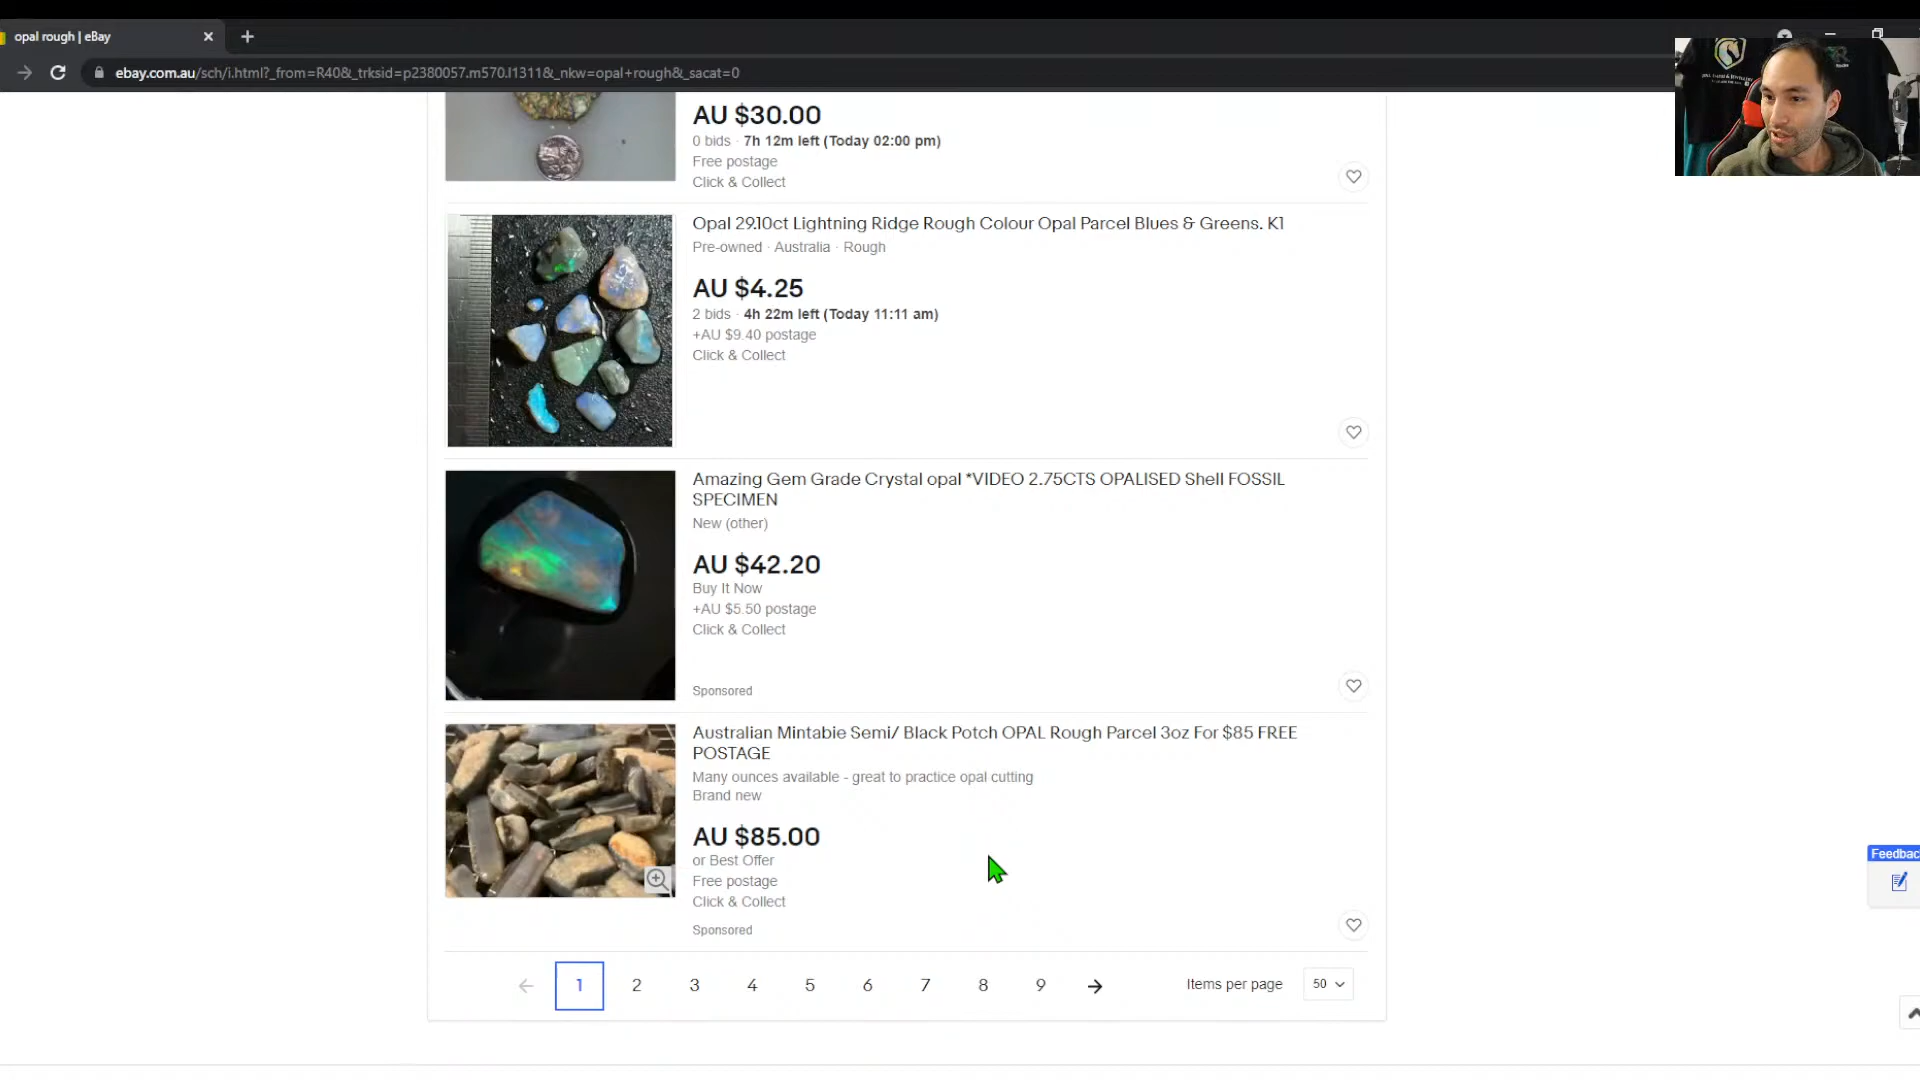 opal rough | eBay
ebay.com.au/sch/i.html?_from=R40&_trksid=p2380057.m570.l1311&_nkw=opal+rough&_sacat=0
AU $30.00
0 bids · 7h 12m left (Today 02:00 pm)
Free postage
Click & Collect
Opal 29.10ct Lightning Ridge Rough Colour Opal Parcel Blues & Greens. K1
Pre-owned · Australia · Rough
AU $4.25
2 bids · 4h 22m left (Today 11:11 am)
+AU $9.40 postage
Click & Collect
Amazing Gem Grade Crystal opal *VIDEO 2.75CTS OPALISED Shell FOSSIL
SPECIMEN
New (other)
AU $42.20
Buy It Now
+AU $5.50 postage
Click & Collect
Sponsored
Australian Mintabie Semi/ Black Potch OPAL Rough Parcel 3oz For $85 FREE
POSTAGE
Many ounces available - great to practice opal cutting
Brand new
AU $85.00
or Best Offer
Free postage
Click & Collect
Sponsored
Feedbac
1 2 3 4 5 6 7 8 9 Items per page 50